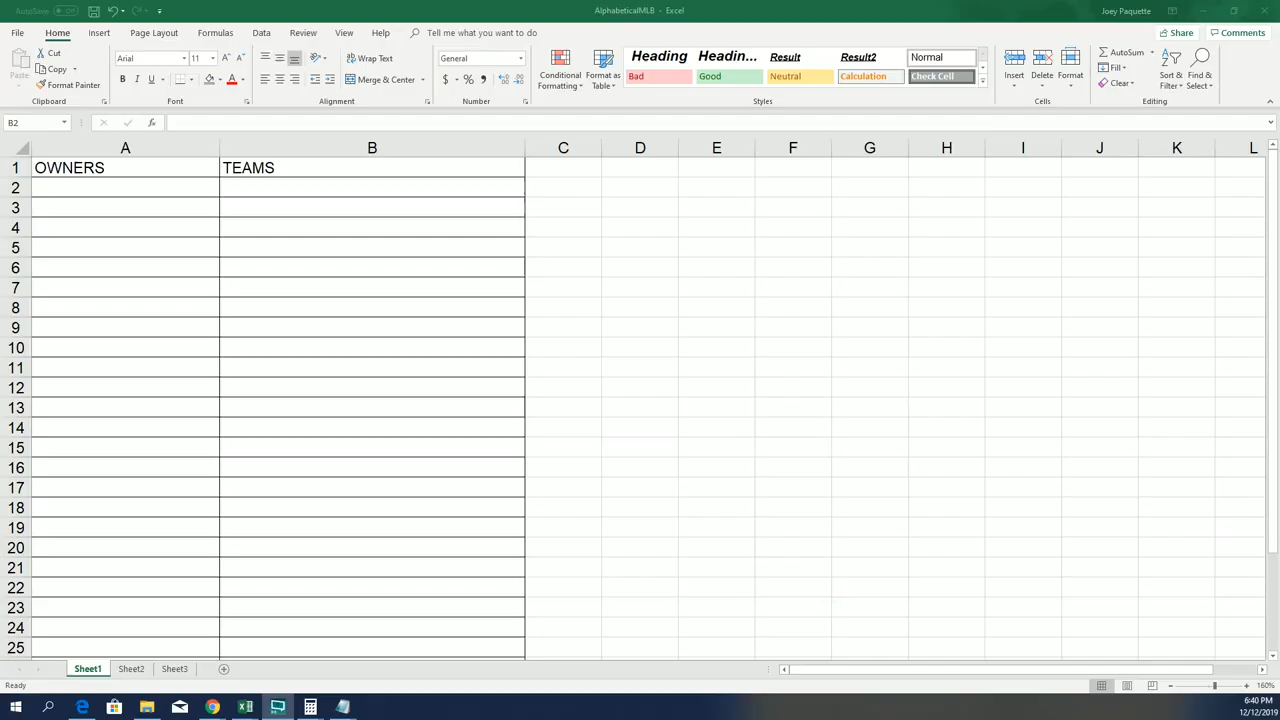 AutoSave Off
AlphabeticalMLB - Excel
Joey Paquette
File Home Insert Page Layout Formulas Data Review View Help Tell me what you want to do Share Comments
Paste
Cut
Copy
Format Painter
Clipboard
Arial 11
B I U
A A
Font
Wrap Text
Merge & Center
Alignment
General
$ % ,
Number
Conditional Formatting
Format as Table
Heading Headin... Result Result2 Normal
Bad Good Neutral Calculation Check Cell
Styles
Insert Delete Format
Cells
AutoSum
Fill
Clear
Sort & Filter
Find & Select
Editing
B2 fx
A B C D E F G H I J K L
1 OWNERS TEAMS
2
3
4
5
6
7
8
9
10
11
12
13
14
15
16
17
18
19
20
21
22
23
24
25
Sheet1 Sheet2 Sheet3
Ready 160%
6:40 PM
12/12/2019